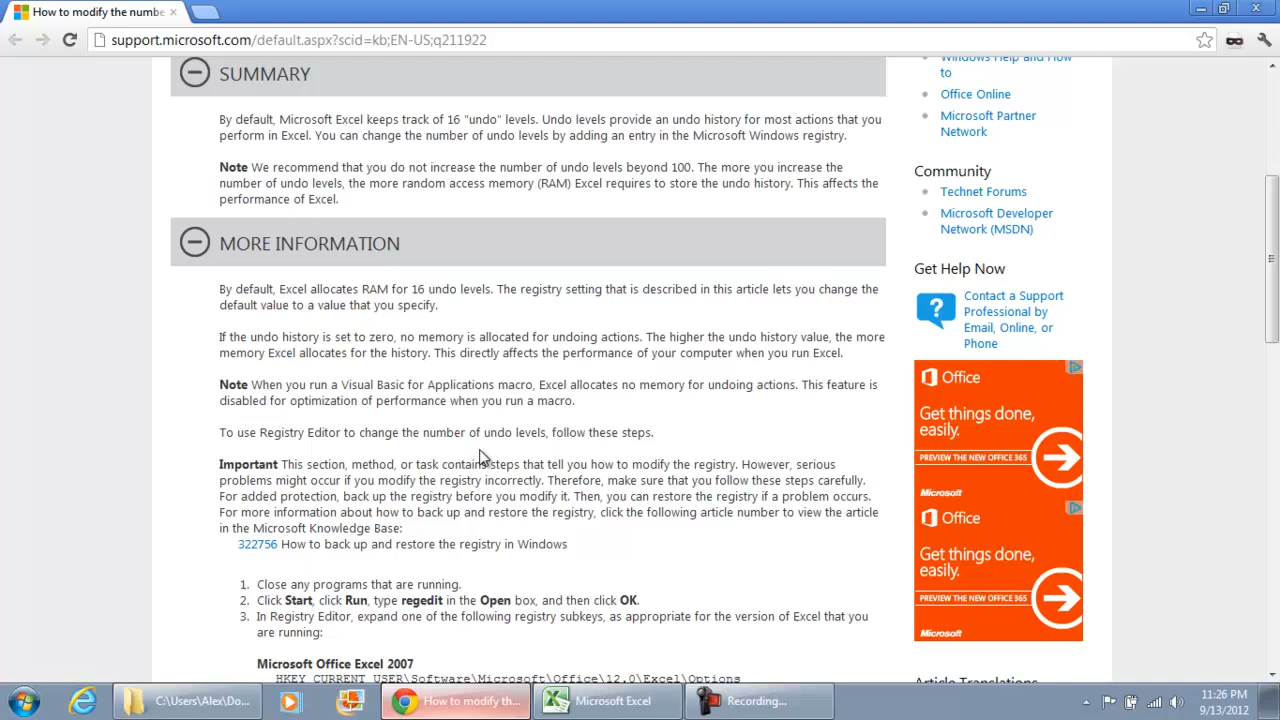 How to modify the numbe
support.microsoft.com/default.aspx?scid=kb;EN-US;q211922
SUMMARY
By default, Microsoft Excel keeps track of 16 "undo" levels. Undo levels provide an undo history for most actions that you
perform in Excel. You can change the number of undo levels by adding an entry in the Microsoft Windows registry.
Note We recommend that you do not increase the number of undo levels beyond 100. The more you increase the
number of undo levels, the more random access memory (RAM) Excel requires to store the undo history. This affects the
performance of Excel.
MORE INFORMATION
By default, Excel allocates RAM for 16 undo levels. The registry setting that is described in this article lets you change the
default value to a value that you specify.
If the undo history is set to zero, no memory is allocated for undoing actions. The higher the undo history value, the more
memory Excel allocates for the history. This directly affects the performance of your computer when you run Excel.
Note When you run a Visual Basic for Applications macro, Excel allocates no memory for undoing actions. This feature is
disabled for optimization of performance when you run a macro.
To use Registry Editor to change the number of undo levels, follow these steps.
Important This section, method, or task contains steps that tell you how to modify the registry. However, serious
problems might occur if you modify the registry incorrectly. Therefore, make sure that you follow these steps carefully.
For added protection, back up the registry before you modify it. Then, you can restore the registry if a problem occurs.
For more information about how to back up and restore the registry, click the following article number to view the article
in the Microsoft Knowledge Base:
322756 How to back up and restore the registry in Windows
1. Close any programs that are running.
2. Click Start, click Run, type regedit in the Open box, and then click OK.
3. In Registry Editor, expand one of the following registry subkeys, as appropriate for the version of Excel that you
are running:
Microsoft Office Excel 2007
HKEY_CURRENT_USER\Software\Microsoft\Office\12.0\Excel\Options
Windows Help and How
to
Office Online
Microsoft Partner
Network
Community
Technet Forums
Microsoft Developer
Network (MSDN)
Get Help Now
Contact a Support
Professional by
Email, Online, or
Phone
Office
Get things done,
easily.
PREVIEW THE NEW OFFICE 365
Microsoft
Office
Get things done,
easily.
PREVIEW THE NEW OFFICE 365
Microsoft
Article Translations
C:\Users\Alex\Do...
How to modify th...
Microsoft Excel
Recording...
11:26 PM
9/13/2012